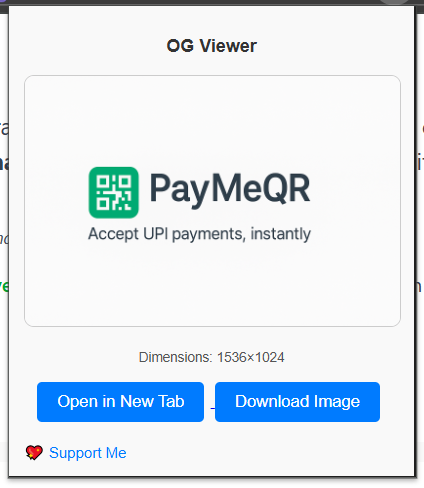 OG Viewer
PayMeQR
Accept UPI payments, instantly
Dimensions: 1536×1024
Open in New Tab
Download Image
Support Me